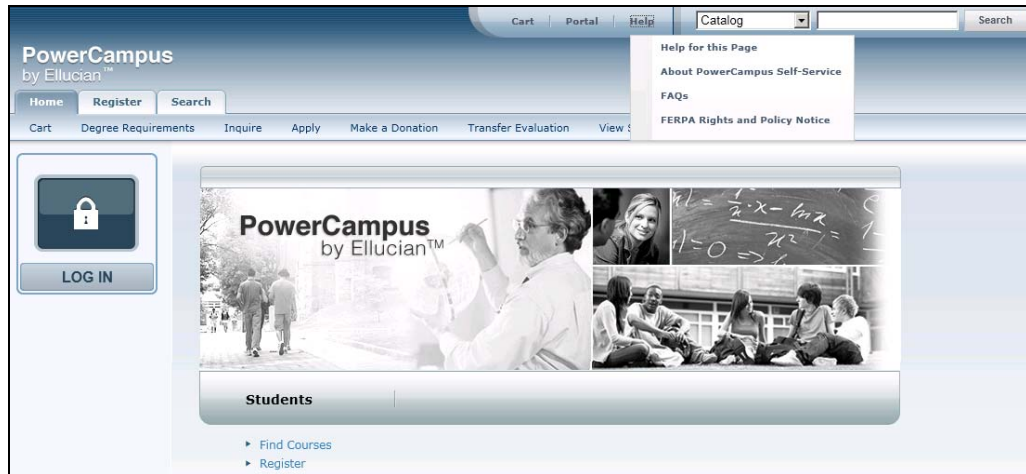 Cart Portal Help Catalog Search
PowerCampus
by Ellucian™
Help for this Page
About PowerCampus Self-Service
FAQs
FERPA Rights and Policy Notice
Home Register Search
Cart Degree Requirements Inquire Apply Make a Donation Transfer Evaluation View
LOG IN
PowerCampus
by Ellucian™
Students
Find Courses
Register